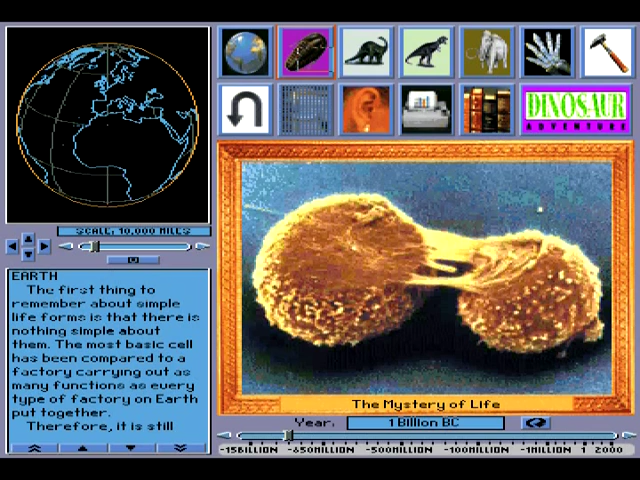 DINOSAUR
ADVENTURE
SCALE: 10,000 MILES
EARTH
The first thing to
remember about simple
life forms is that there is
nothing simple about
them. The most basic cell
has been compared to a
factory carrying out as
many functions as every
type of factory on Earth
put together.
Therefore, it is still
The Mystery of Life
Year:
1 Billion BC
-15BILLION -650MILLION -500MILLION -100MILLION -1MILLION 1 2000